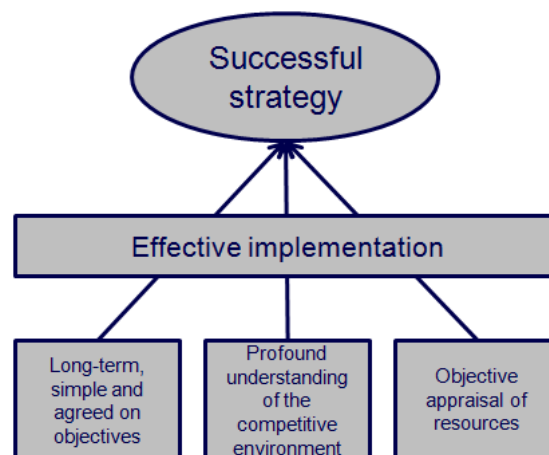 Successful
strategy
Effective implementation
Long-term,
simple and
agreed on
objectives
Profound
understanding
of the
competitive
environment
Objective
appraisal of
resources